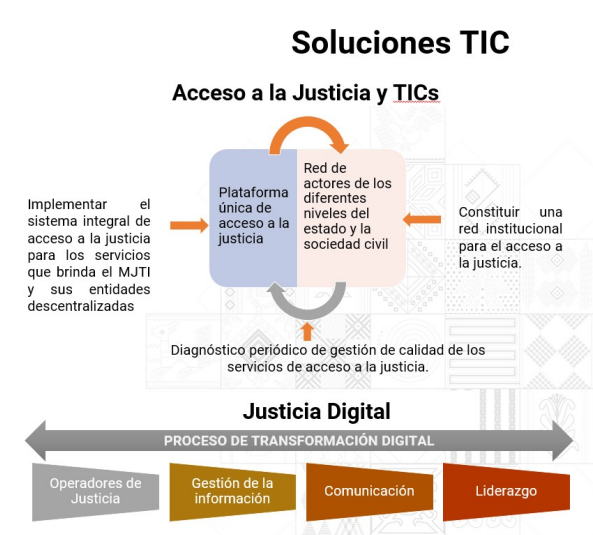 Soluciones TIC
Acceso a la Justicia y TICs
Implementar el
sistema integral de
acceso a la justicia
para los servicios
que brinda el MJTI
y sus entidades
descentralizadas
Plataforma
única de
acceso a la
justicia
Red de
actores de los
diferentes
niveles del
estado y la
sociedad civil
Constituir una
red institucional
para el acceso a
la justicia.
Diagnóstico periódico de gestión de calidad de los
servicios de acceso a la justicia.
Justicia Digital
PROCESO DE TRANSFORMACIÓN DIGITAL
Operadores de
Justicia
Gestión de la
información
Comunicación
Liderazgo